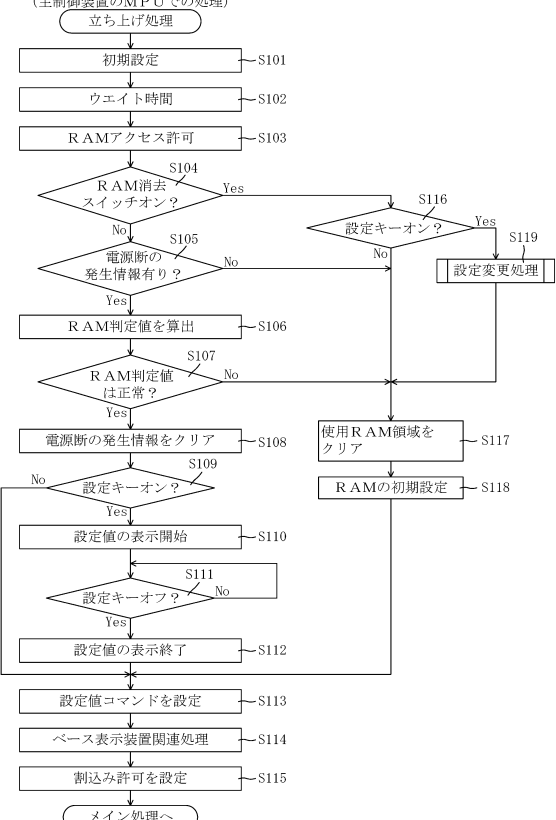 (主制御装置のMPUでの処理)
立ち上げ処理
初期設定 S101
ウエイト時間 S102
RAMアクセス許可 S103
S104
RAM消去
スイッチオン？
Yes
No
S116
設定キーオン？
Yes
No
S119
設定変更処理
S105
電源断の
発生情報有り？
No
Yes
RAM判定値を算出 S106
S107
RAM判定値
は正常？
No
Yes
使用RAM領域を
クリア
S117
RAMの初期設定 S118
電源断の発生情報をクリア S108
S109
設定キーオン？
No
Yes
設定値の表示開始 S110
S111
設定キーオフ？
No
Yes
設定値の表示終了 S112
設定値コマンドを設定 S113
ベース表示装置関連処理 S114
割込み許可を設定 S115
メイン処理へ